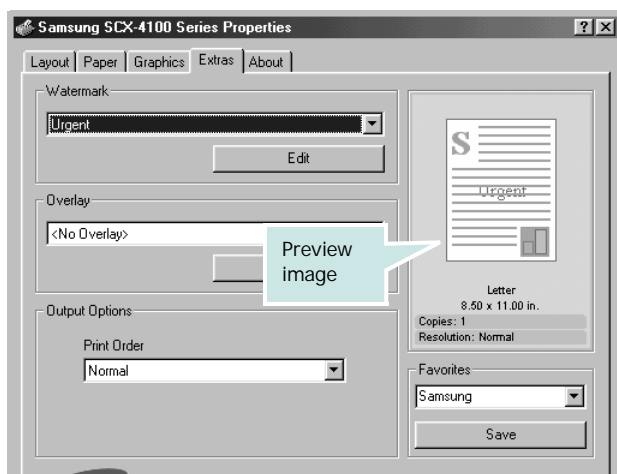 Samsung SCX-4100 Series Properties
Layout Paper Graphics Extras About
Watermark
Urgent
Edit
Overlay
<No Overlay>
Preview
image
Output Options
Print Order
Normal
S
Urgent
Letter
8.50 x 11.00 in.
Copies: 1
Resolution: Normal
Favorites
Samsung
Save